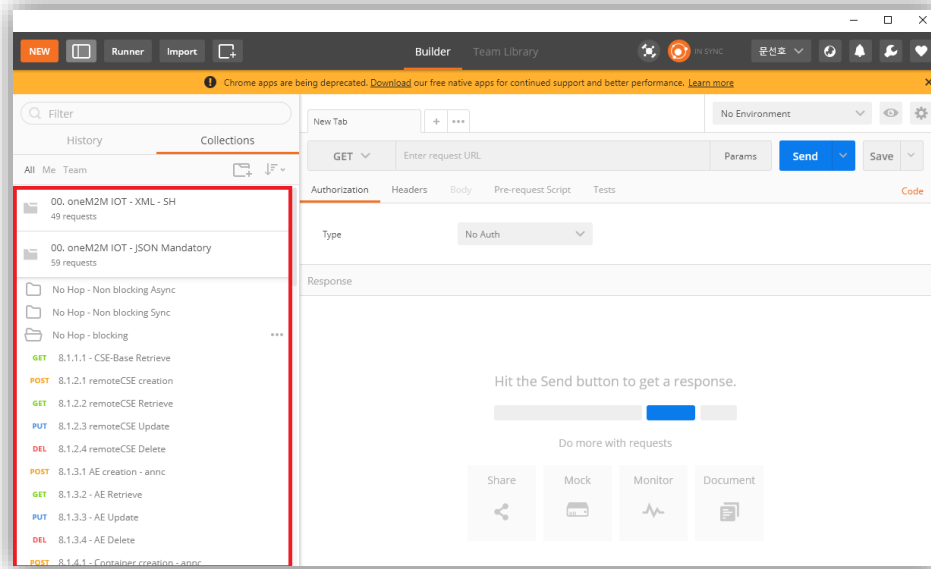 NEW Runner Import Builder Team Library IN SYNC 문선호
Chrome apps are being deprecated. Download our free native apps for continued support and better performance. Learn more
Filter
History Collections
All Me Team
00. oneM2M IOT - XML - SH
49 requests
00. oneM2M IOT - JSON Mandatory
59 requests
No Hop - Non blocking Async
No Hop - Non blocking Sync
No Hop - blocking
GET 8.1.1.1 - CSE-Base Retrieve
POST 8.1.2.1 remoteCSE creation
GET 8.1.2.2 remoteCSE Retrieve
PUT 8.1.2.3 remoteCSE Update
DEL 8.1.2.4 remoteCSE Delete
POST 8.1.3.1 AE creation - annc
GET 8.1.3.2 - AE Retrieve
PUT 8.1.3.3 - AE Update
DEL 8.1.3.4 - AE Delete
POST 8.1.4.1 - Container creation - annc
New Tab No Environment
GET Enter request URL Params Send Save
Authorization Headers Body Pre-request Script Tests Code
Type No Auth
Response
Hit the Send button to get a response.
Do more with requests
Share Mock Monitor Document